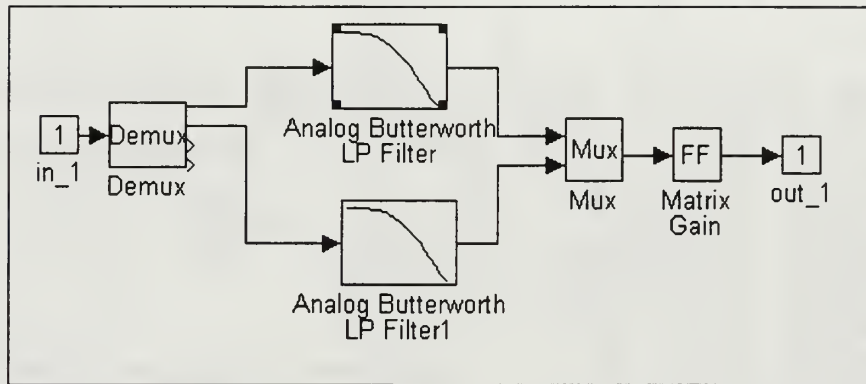 Analog Butterworth
LP Filter
1
in_1
Demux
Demux
Mux
Mux
FF
Matrix
Gain
1
out_1
Analog Butterworth
LP Filter1